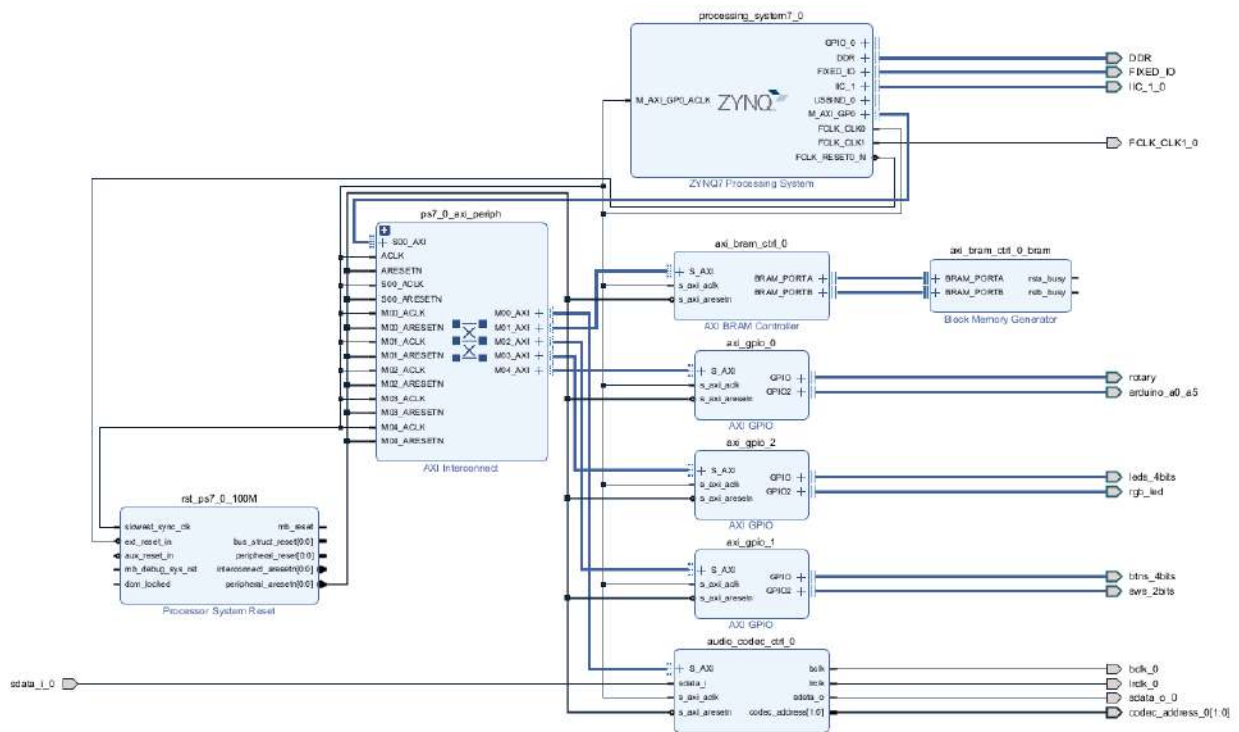 processing_system7_0
GPIO_0
DDR
FIXED_IO
IIC_1
USBIND_0
M_AXI_GP0
FCLK_CLK0
FCLK_CLK1
FCLK_RESET0_N
M_AXI_GP0_ACLK
ZYNQ
ZYNQ7 Processing System
DDR
FIXED_IO
IIC_1_0
FCLK_CLK1_0
ps7_0_axi_periph
S00_AXI
ACLK
ARESETN
S00_ACLK
S00_ARESETN
M00_ACLK
M00_ARESETN
M01_ACLK
M01_ARESETN
M02_ACLK
M02_ARESETN
M03_ACLK
M03_ARESETN
M04_ACLK
M04_ARESETN
M00_AXI
M01_AXI
M02_AXI
M03_AXI
M04_AXI
AXI Interconnect
axi_bram_ctrl_0
S_AXI
s_axi_aclk
s_axi_aresetn
BRAM_PORTA
BRAM_PORTB
AXI BRAM Controller
axi_bram_ctrl_0_bram
BRAM_PORTA
BRAM_PORTB
rsta_busy
rstb_busy
Block Memory Generator
axi_gpio_0
S_AXI
s_axi_aclk
s_axi_aresetn
GPIO
GPIO2
AXI GPIO
rotary
arduino_a0_a5
axi_gpio_2
S_AXI
s_axi_aclk
s_axi_aresetn
GPIO
GPIO2
AXI GPIO
leds_4bits
rgb_led
axi_gpio_1
S_AXI
s_axi_aclk
s_axi_aresetn
GPIO
GPIO2
AXI GPIO
btns_4bits
sws_2bits
rst_ps7_0_100M
slowest_sync_clk
ext_reset_in
aux_reset_in
mb_debug_sys_rst
dcm_locked
mb_reset
bus_struct_reset[0:0]
peripheral_reset[0:0]
interconnect_aresetn[0:0]
peripheral_aresetn[0:0]
Processor System Reset
audio_codec_ctrl_0
S_AXI
sdata_i
s_axi_aclk
s_axi_aresetn
bclk
lrclk
sdata_o
codec_address[1:0]
sdata_i_0
bclk_0
lrclk_0
sdata_o_0
codec_address_0[1:0]